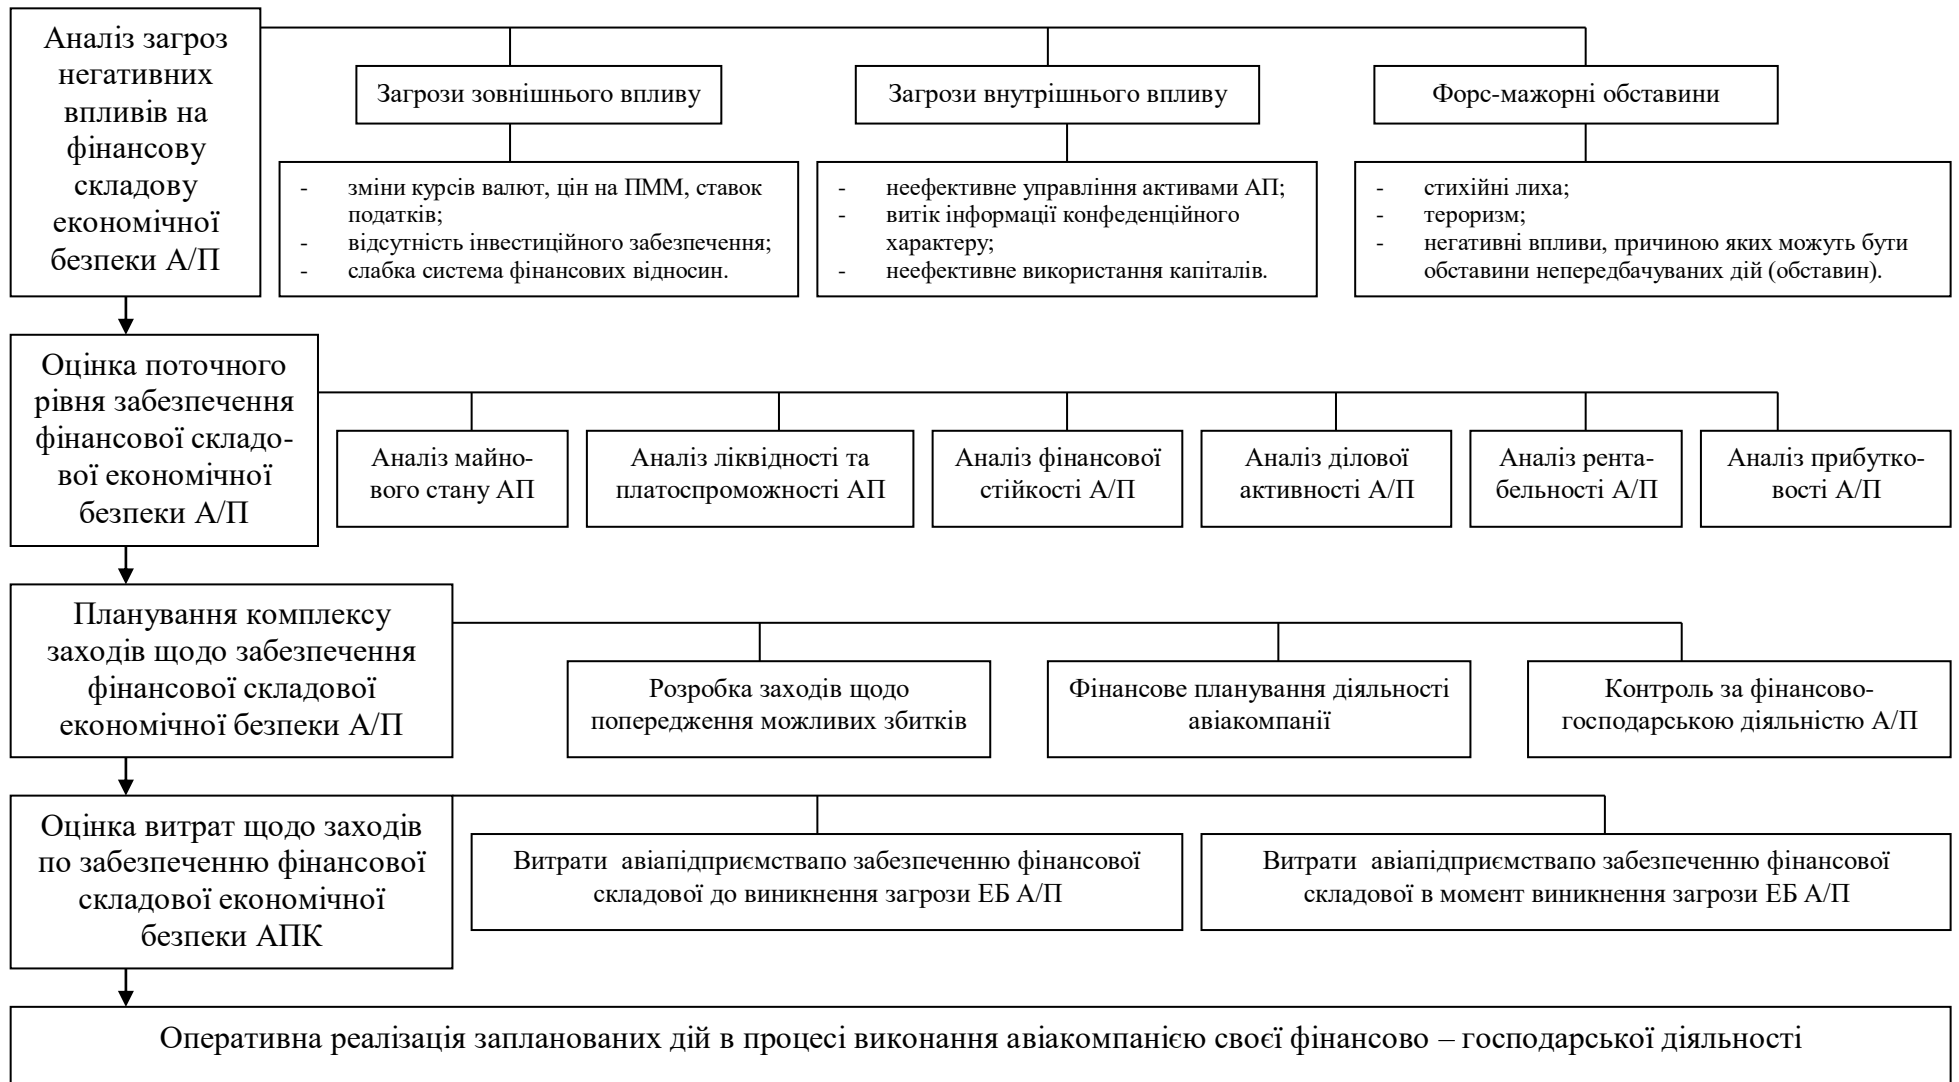 Аналіз загроз
негативних
впливів на
фінансову
складову
економічної
безпеки А/П
Загрози зовнішнього впливу
Загрози внутрішнього впливу
Форс-мажорні обставини
- зміни курсів валют, цін на ПММ, ставок
податків;
- відсутність інвестиційного забезпечення;
- слабка система фінансових відносин.
- неефективне управління активами АП;
- витік інформації конфеденційного
характеру;
- неефективне використання капіталів.
- стихійні лиха;
- тероризм;
- негативні впливи, причиною яких можуть бути
обставини непередбачуваних дій (обставин).
Оцінка поточного
рівня забезпечення
фінансової складо-
вої економічної
безпеки А/П
Аналіз майно-
вого стану АП
Аналіз ліквідності та
платоспроможності АП
Аналіз фінансової
стійкості А/П
Аналіз ділової
активності А/П
Аналіз рента-
бельності А/П
Аналіз прибутко-
вості А/П
Планування комплексу
заходів щодо забезпечення
фінансової складової
економічної безпеки А/П
Розробка заходів щодо
попередження можливих збитків
Фінансове планування діяльності
авіакомпанії
Контроль за фінансово-
господарською діяльністю А/П
Оцінка витрат щодо заходів
по забезпеченню фінансової
складової економічної
безпеки АПК
Витрати  авіапідприємствапо забезпеченню фінансової
складової до виникнення загрози ЕБ А/П
Витрати  авіапідприємствапо забезпеченню фінансової
складової в момент виникнення загрози ЕБ А/П
Оперативна реалізація запланованих дій в процесі виконання авіакомпанією своєї фінансово – господарської діяльності